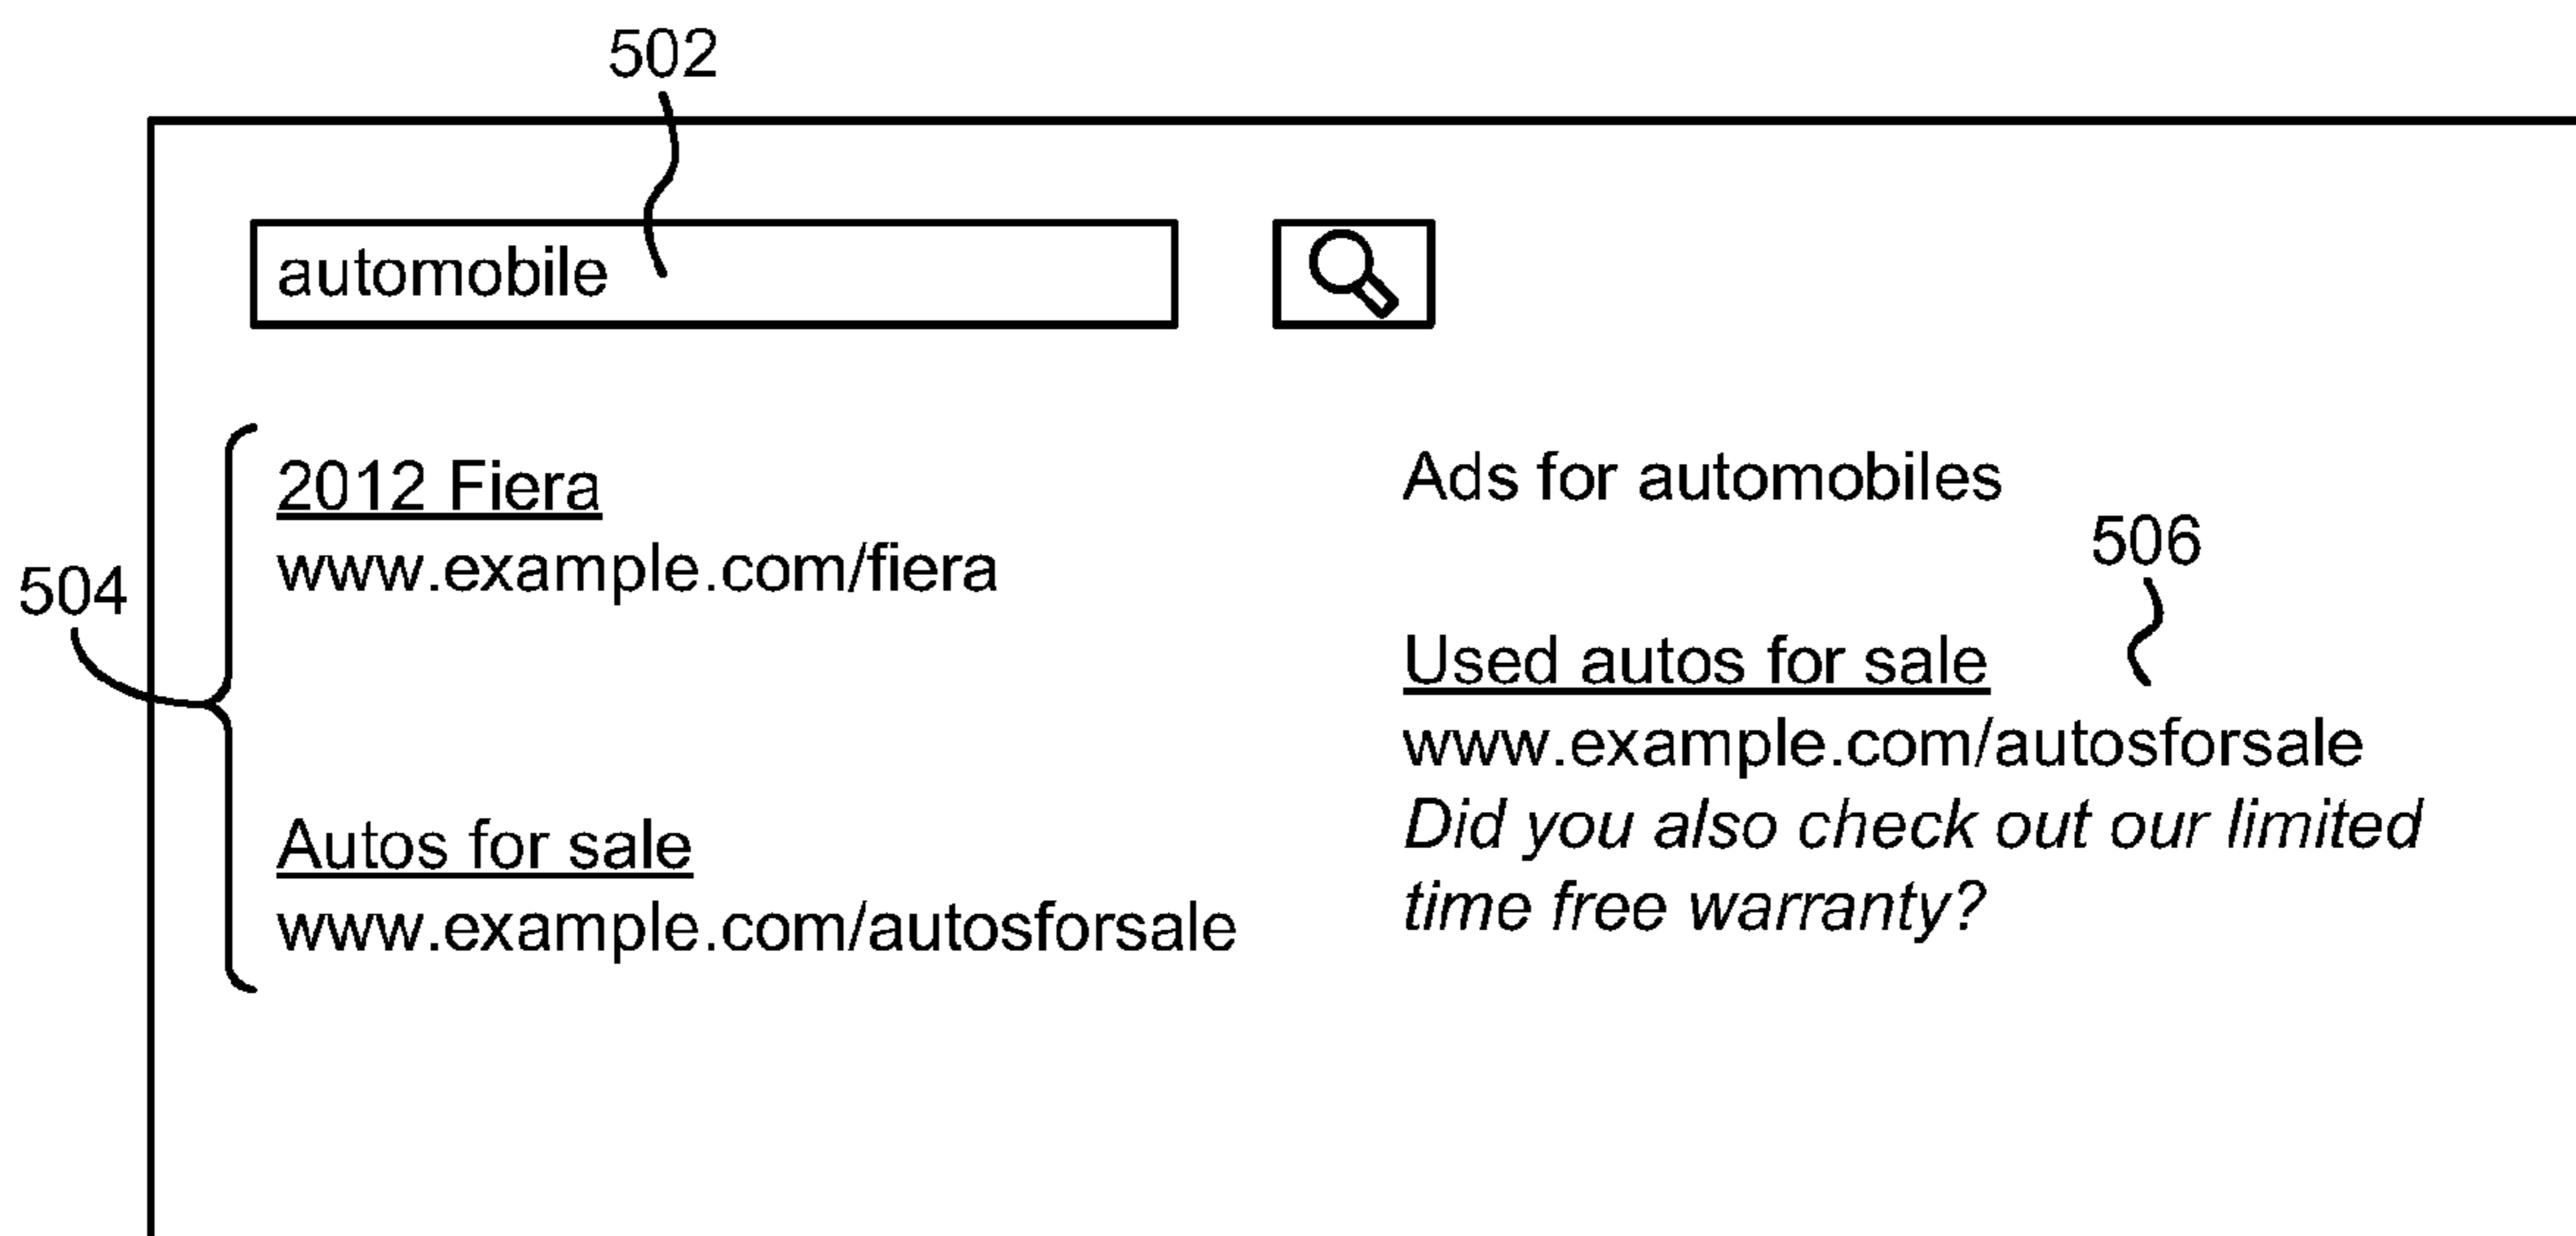 502
automobile
504
2012 Fiera
www.example.com/fiera
Autos for sale
www.example.com/autosforsale
Ads for automobiles
506
Used autos for sale
www.example.com/autosforsale
Did you also check out our limited
time free warranty?